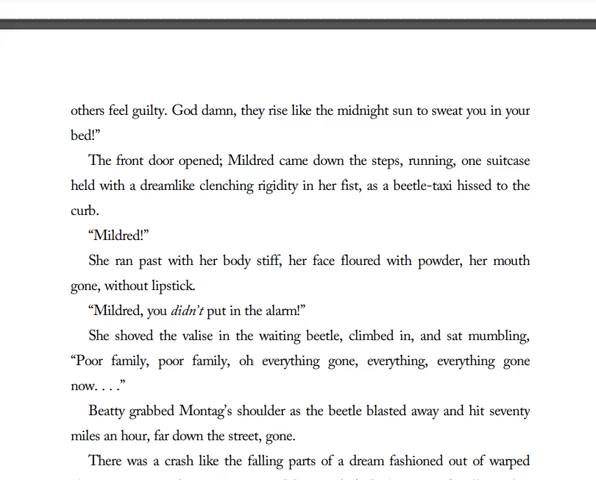 others feel guilty. God damn, they rise like the midnight sun to sweat you in your
bed!”
The front door opened; Mildred came down the steps, running, one suitcase
held with a dreamlike clenching rigidity in her fist, as a beetle-taxi hissed to the
curb.
“Mildred!”
She ran past with her body stiff, her face floured with powder, her mouth
gone, without lipstick.
“Mildred, you didn’t put in the alarm!”
She shoved the valise in the waiting beetle, climbed in, and sat mumbling,
“Poor family, poor family, oh everything gone, everything, everything gone
now. . . .”
Beatty grabbed Montag’s shoulder as the beetle blasted away and hit seventy
miles an hour, far down the street, gone.
There was a crash like the falling parts of a dream fashioned out of warped